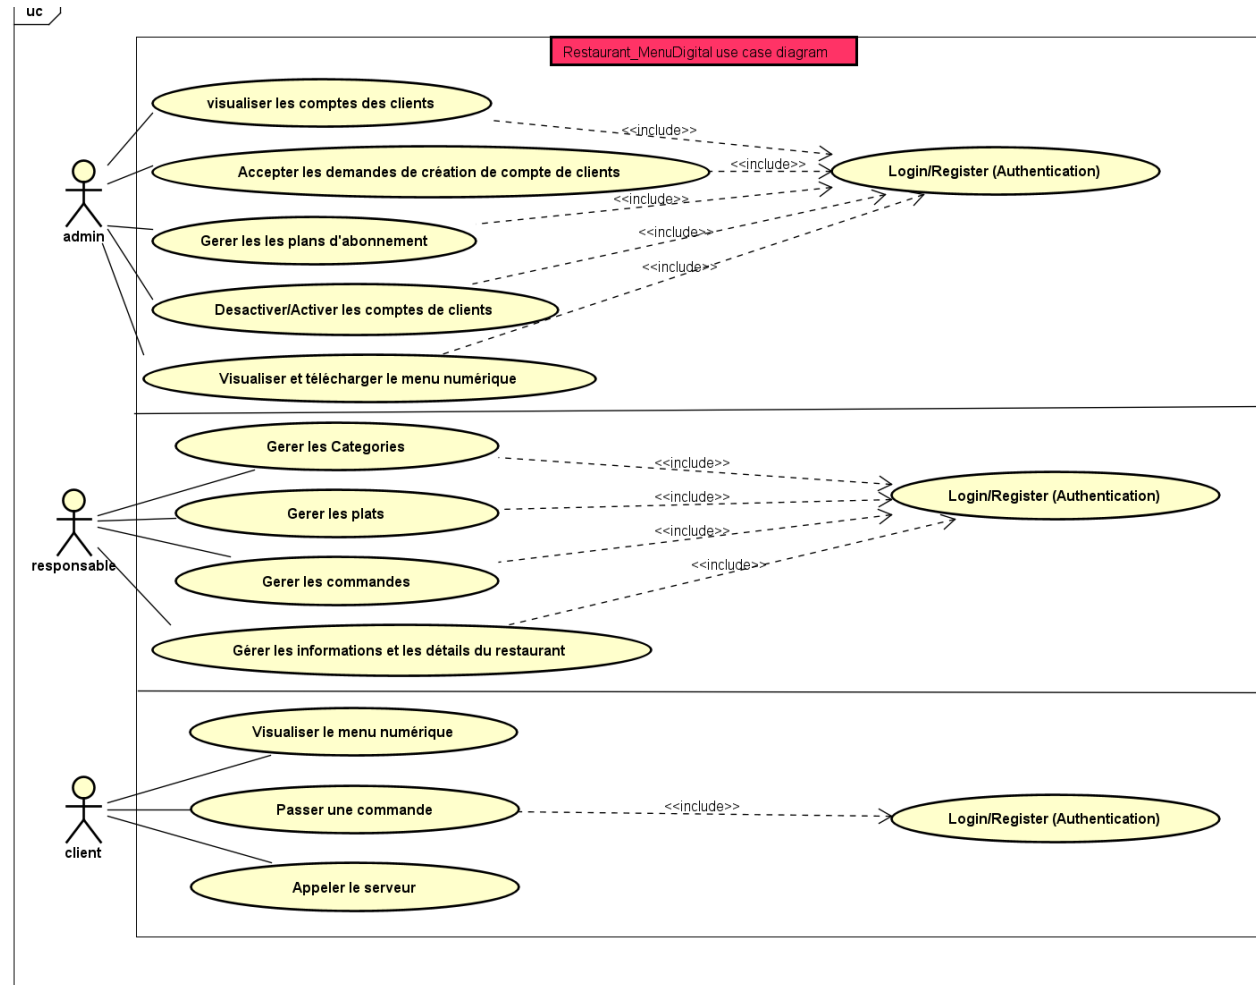 uc
Restaurant_MenuDigital use case diagram
visualiser les comptes des clients
<<include>>
Accepter les demandes de création de compte de clients
<<include>>
Login/Register (Authentication)
<<include>>
admin
Gerer les les plans d'abonnement
<<include>>
<<include>>
Desactiver/Activer les comptes de clients
Visualiser et télécharger le menu numérique
Gerer les Categories
<<include>>
Login/Register (Authentication)
<<include>>
Gerer les plats
<<include>>
responsable
<<include>>
Gerer les commandes
Gérer les informations et les détails du restaurant
Visualiser le menu numérique
<<include>>
Passer une commande
Login/Register (Authentication)
client
Appeler le serveur